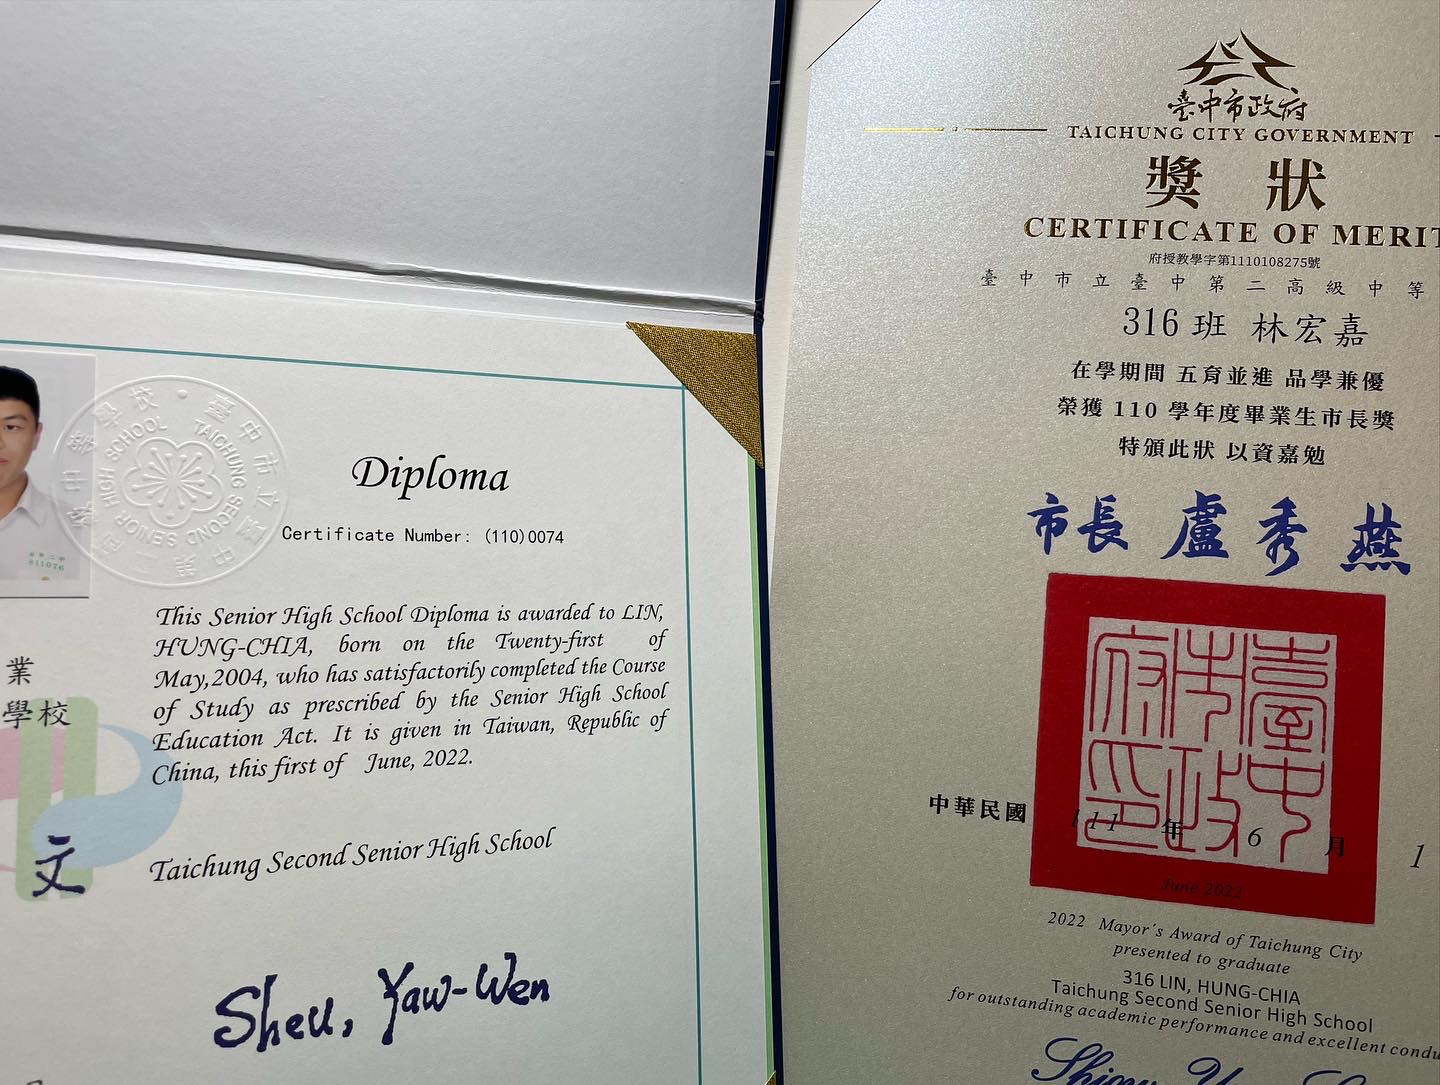 臺中市立臺中第二高級中等學校
TAICHUNG SECOND SENIOR HIGH SCHOOL
Diploma
Certificate Number: (110)0074
811076
This Senior High School Diploma is awarded to LIN,
HUNG-CHIA, born on the Twenty-first of
May,2004, who has satisfactorily completed the Course
of Study as prescribed by the Senior High School
Education Act. It is given in Taiwan, Republic of
China, this first of June, 2022.
業
學校
文
Taichung Second Senior High School
Sheu, Yaw-Wen
臺中市政府
TAICHUNG CITY GOVERNMENT
獎狀
CERTIFICATE OF MERIT
府授教學字第1110108275號
臺中市立臺中第二高級中等
316 班 林宏嘉
在學期間 五育並進 品學兼優
榮獲 110 學年度畢業生市長獎
特頒此狀 以資嘉勉
市長 盧秀燕
臺中市政府印
中華民國 111 年 6 月 1
June 2022
2022 Mayor´s Award of Taichung City
presented to graduate
316 LIN, HUNG-CHIA
Taichung Second Senior High School
for outstanding academic performance and excellent condu